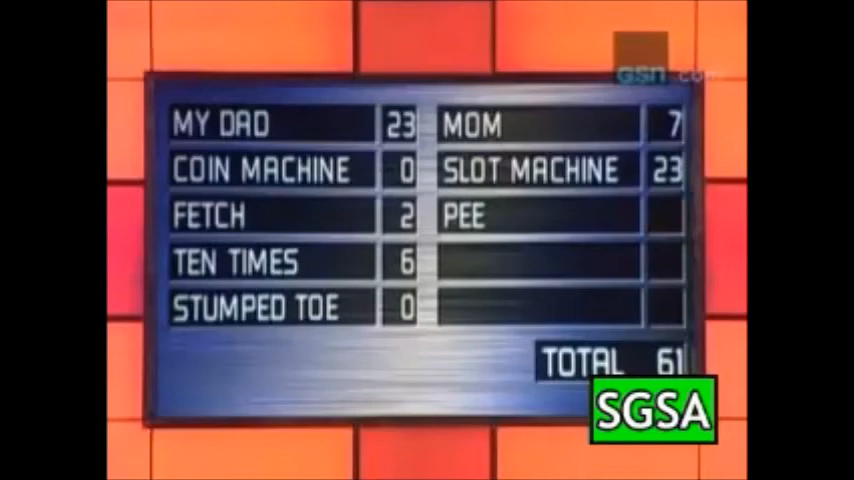 GSN.com
MY DAD 23 MOM 7
COIN MACHINE 0 SLOT MACHINE 23
FETCH 2 PEE
TEN TIMES 6
STUMPED TOE 0
TOTAL 61
SGSA